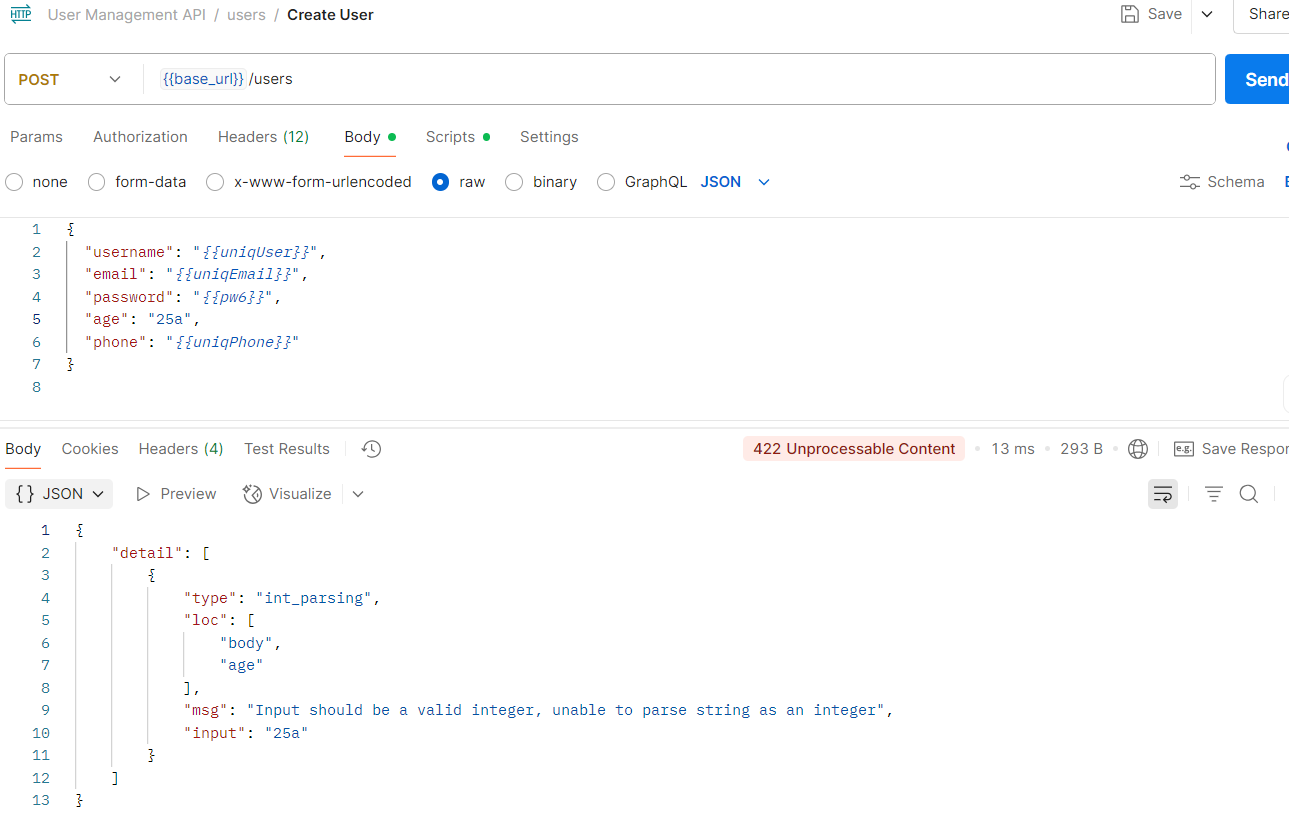 HTTP User Management API / users / Create User Save Share
POST {{base_url}} /users Send
Params Authorization Headers (12) Body Scripts Settings
none form-data x-www-form-urlencoded raw binary GraphQL JSON Schema
1 {
2 "username": "{{uniqUser}}",
3 "email": "{{uniqEmail}}",
4 "password": "{{pw6}}",
5 "age": "25a",
6 "phone": "{{uniqPhone}}"
7 }
8
Body Cookies Headers (4) Test Results 422 Unprocessable Content 13 ms 293 B e.g. Save Respon
{} JSON Preview Visualize
1 {
2 "detail": [
3 {
4 "type": "int_parsing",
5 "loc": [
6 "body",
7 "age"
8 ],
9 "msg": "Input should be a valid integer, unable to parse string as an integer",
10 "input": "25a"
11 }
12 ]
13 }